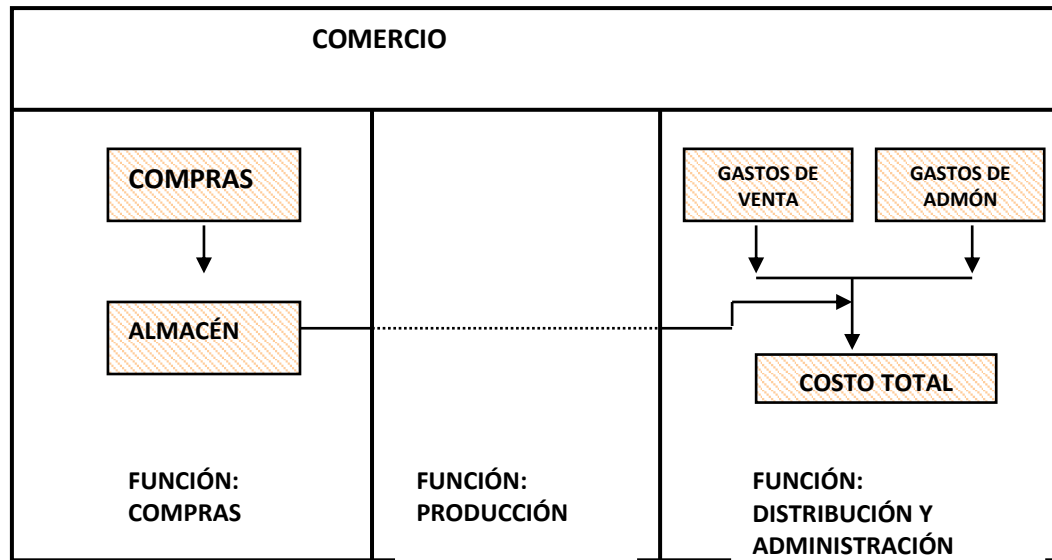 COMERCIO
COMPRAS
ALMACÉN
GASTOS DE
VENTA
GASTOS DE
ADMÓN
COSTO TOTAL
FUNCIÓN:
COMPRAS
FUNCIÓN:
PRODUCCIÓN
FUNCIÓN:
DISTRIBUCIÓN Y
ADMINISTRACIÓN